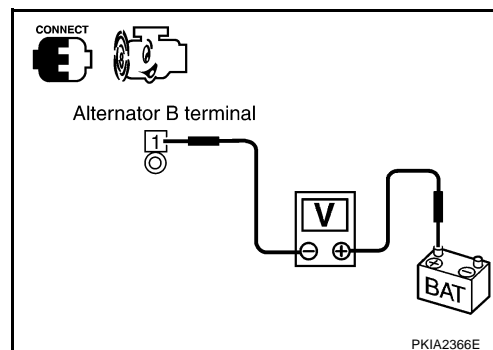 CONNECT
Alternator B terminal
1
V
− +
+ −
BAT
PKIA2366E